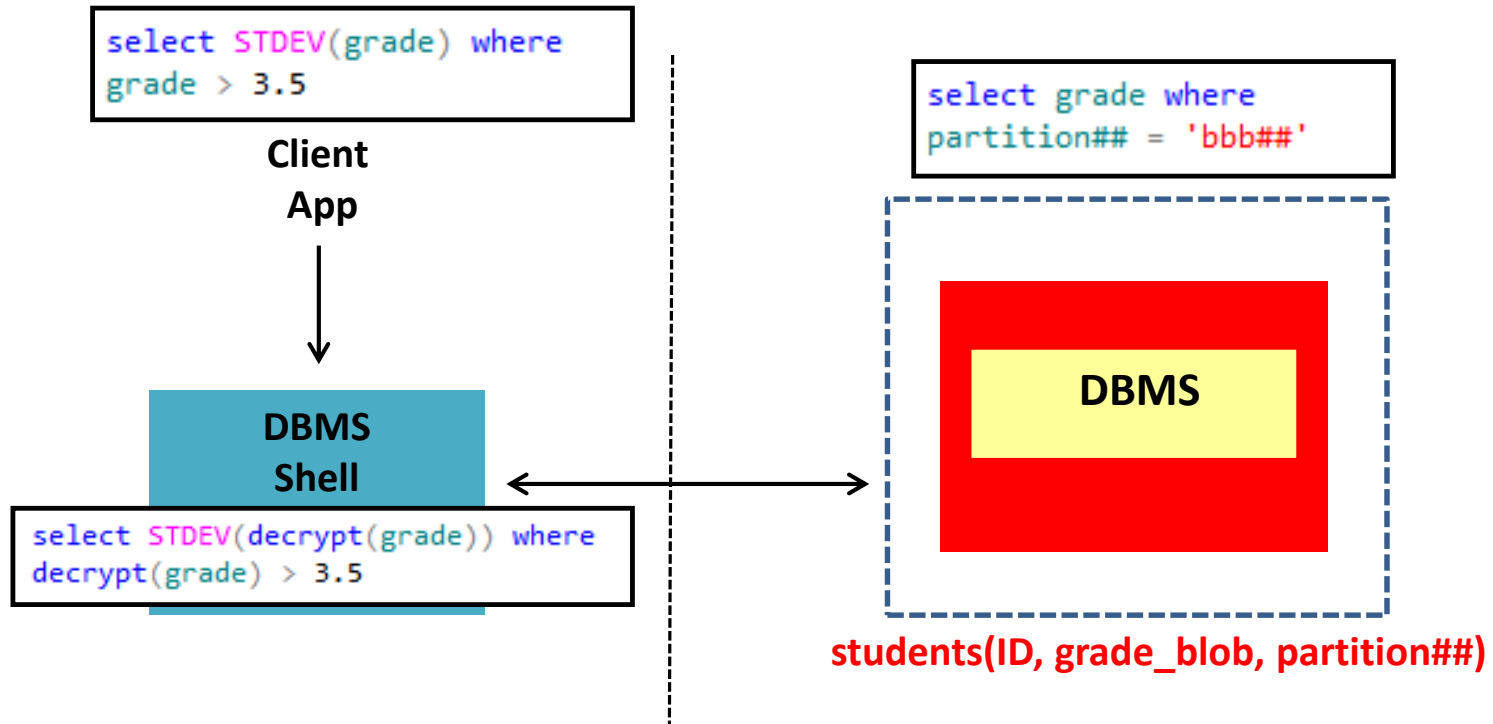 select STDEV(grade) where
grade > 3.5
Client
App
DBMS
Shell
select STDEV(decrypt(grade)) where
decrypt(grade) > 3.5
select grade where
partition## = 'bbb##'
DBMS
students(ID, grade_blob, partition##)